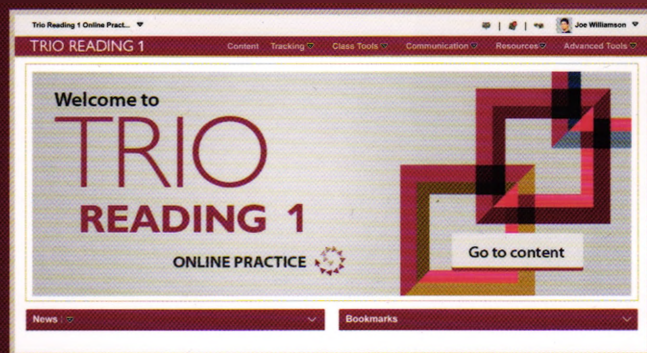 Trio Reading 1 Online Pract...
Joe Williamson
TRIO READING 1
Content Tracking Class Tools Communication Resources Advanced Tools
Welcome to
TRIO
READING 1
ONLINE PRACTICE
Go to content
News
Bookmarks